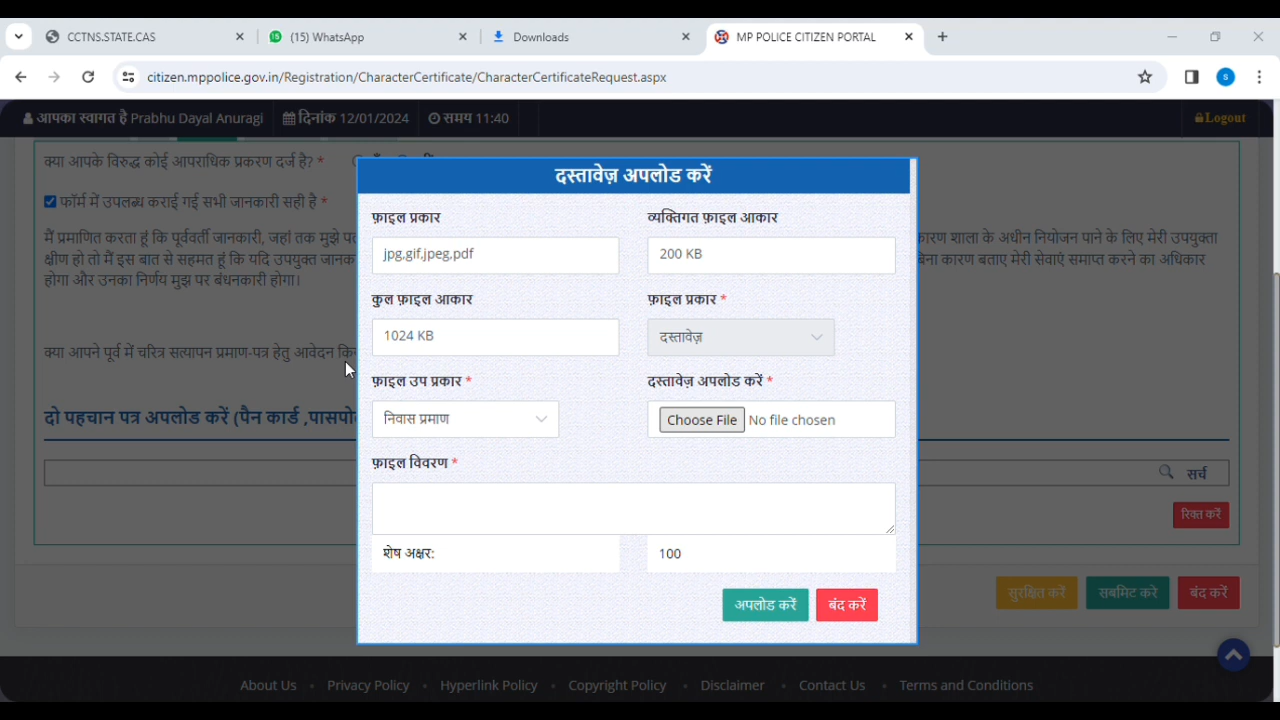 CCTNS.STATE.CAS
(15) WhatsApp
Downloads
MP POLICE CITIZEN PORTAL
citizen.mppolice.gov.in/Registration/CharacterCertificate/CharacterCertificateRequest.aspx
S
आपका स्वागत है Prabhu Dayal Anuragi
दिनांक 12/01/2024
समय 11:40
Logout
क्या आपके विरुद्ध कोई आपराधिक प्रकरण दर्ज है? *
फॉर्म में उपलब्ध कराई गई सभी जानकारी सही है *
मैं प्रमाणित करता हूं कि पूर्ववर्ती जानकारी, जहां तक मुझे
कारण शाला के अधीन नियोजन पाने के लिए मेरी उपयुक्ता
क्षीण हो तो मैं इस बात से सहमत हूं कि यदि उपयुक्त
बिना कारण बताए मेरी सेवाएं समाप्त करने का अधिकार
होगा और उनका निर्णय मुझ पर बंधनकारी होगा।
क्या आपने पूर्व में चरित्र सत्यापन प्रमाण-पत्र हेतु आवेदन
दो पहचान पत्र अपलोड करें (पैन कार्ड ,
सर्च
रिक्त करें
सुरक्षित करें
सबमिट करे
बंद करें
दस्तावेज़ अपलोड करें
फ़ाइल प्रकार
व्यक्तिगत फ़ाइल आकार
jpg,gif,jpeg,pdf
200 KB
कुल फ़ाइल आकार
फ़ाइल प्रकार *
1024 KB
दस्तावेज़
फ़ाइल उप प्रकार *
दस्तावेज़ अपलोड करें *
निवास प्रमाण
Choose File No file chosen
फ़ाइल विवरण *
शेष अक्षर:
100
अपलोड करें
बंद करें
About Us
Privacy Policy
Hyperlink Policy
Copyright Policy
Disclaimer
Contact Us
Terms and Conditions